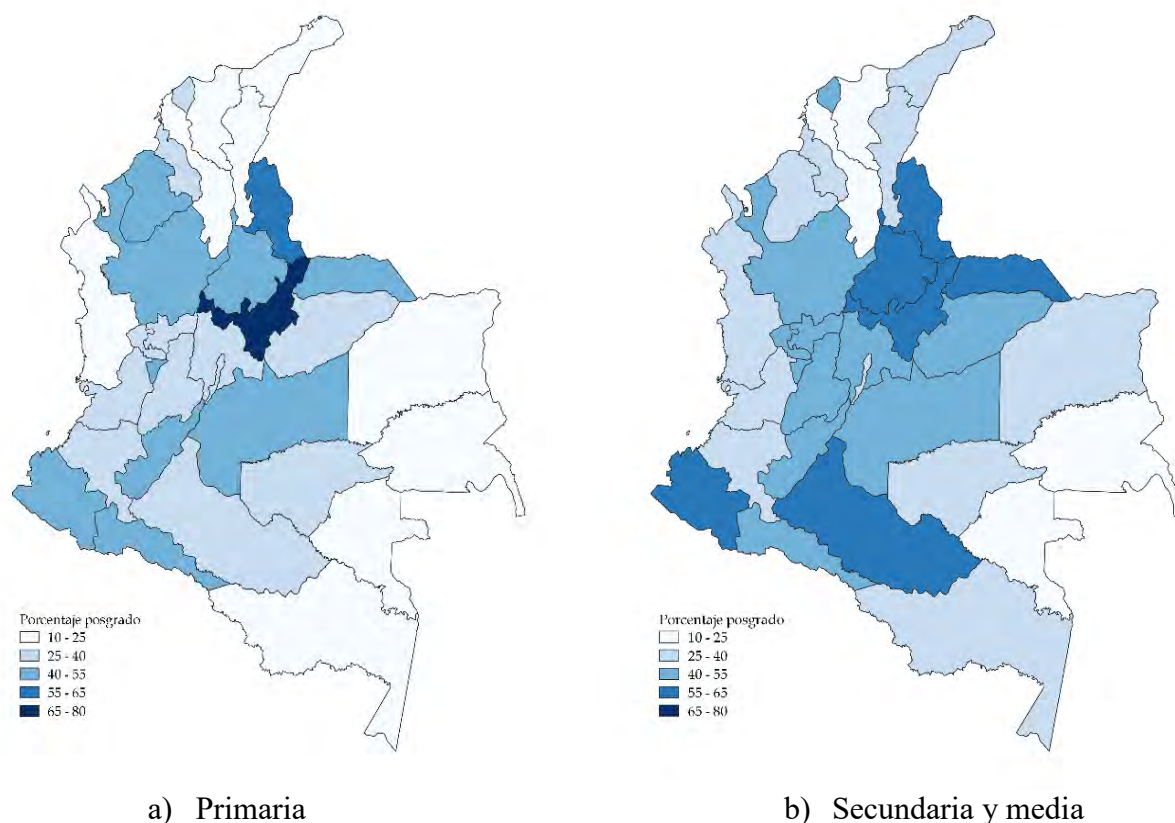 Porcentaje posgrado
10 - 25
25 - 40
40 - 55
55 - 65
65 - 80
Porcentaje posgrado
10 - 25
25 - 40
40 - 55
55 - 65
65 - 80
a) Primaria
b) Secundaria y media